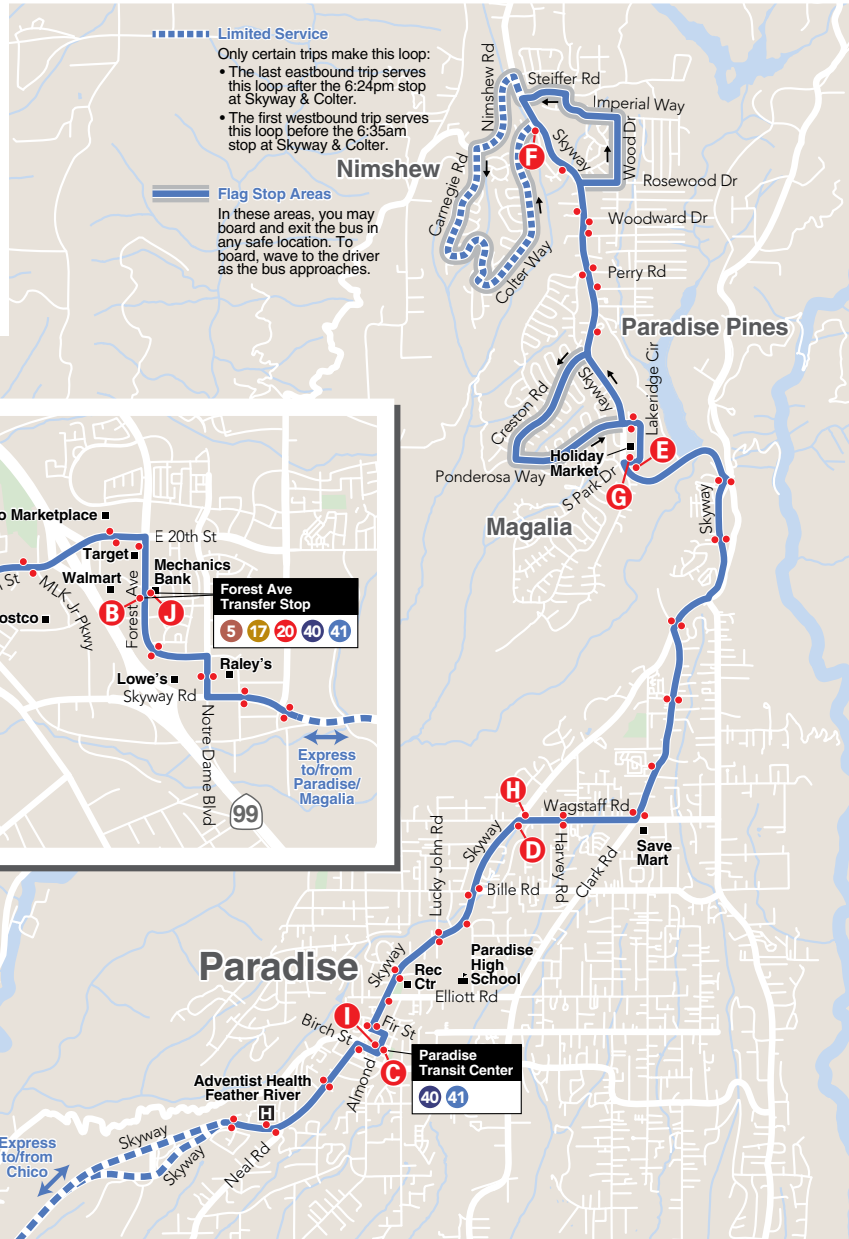 Limited Service
Only certain trips make this loop:
• The last eastbound trip serves
this loop after the 6:24pm stop
at Skyway & Colter.
• The first westbound trip serves
this loop before the 6:35am
stop at Skyway & Colter.
Flag Stop Areas
In these areas, you may
board and exit the bus in
any safe location. To
board, wave to the driver
as the bus approaches.
Nimshew Rd
Steiffer Rd
Imperial Way
Wood Dr
Skyway
F
Nimshew
Carnegie Rd
Rosewood Dr
Woodward Dr
Colter Way
Perry Rd
Paradise Pines
Lakeridge Cir
Skyway
Creston Rd
Holiday
Market
E
Ponderosa Way
S Park Dr
G
Skyway
Magalia
o Marketplace
E 20th St
Target
St
MLK Jr Pkwy
Walmart
Mechanics
Bank
Forest Ave
B
J
ostco
Forest Ave
Transfer Stop
5 17 20 40 41
Lowe's
Raley's
Skyway Rd
Notre Dame Blvd
Express
to/from
Paradise/
Magalia
99
H
Wagstaff Rd
D
Skyway
Harvey Rd
Clark Rd
Save
Mart
Lucky John Rd
Bille Rd
Paradise
Skyway
Rec
Ctr
Paradise
High
School
Elliott Rd
I
Fir St
Birch St
C
Almond
Paradise
Transit Center
40 41
Adventist Health
Feather River
H
Skyway
Skyway
Neal Rd
Express
to/from
Chico